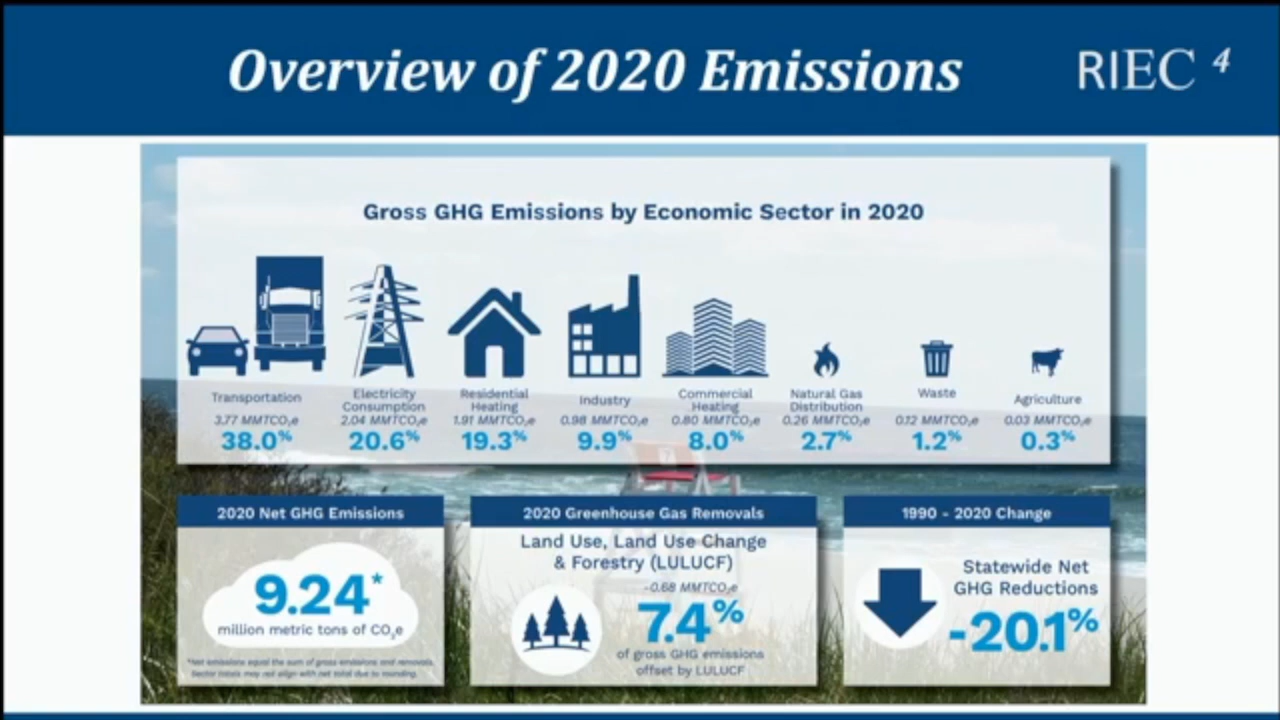 Overview of 2020 Emissions
RIEC 4
Gross GHG Emissions by Economic Sector in 2020
Transportation
3.77 MMTCO₂e
38.0%
Electricity
Consumption
2.04 MMTCO₂e
20.6%
Residential
Heating
1.91 MMTCO₂e
19.3%
Industry
0.98 MMTCO₂e
9.9%
Commercial
Heating
0.80 MMTCO₂e
8.0%
Natural Gas
Distribution
0.26 MMTCO₂e
2.7%
Waste
0.12 MMTCO₂e
1.2%
Agriculture
0.03 MMTCO₂e
0.3%
2020 Net GHG Emissions
9.24*
million metric tons of CO₂e
*Net emissions equal the sum of gross emissions and removals.
Sector totals may not align with net total due to rounding.
2020 Greenhouse Gas Removals
Land Use, Land Use Change
& Forestry (LULUCF)
-0.68 MMTCO₂e
7.4%
of gross GHG emissions
offset by LULUCF
1990 - 2020 Change
Statewide Net
GHG Reductions
-20.1%